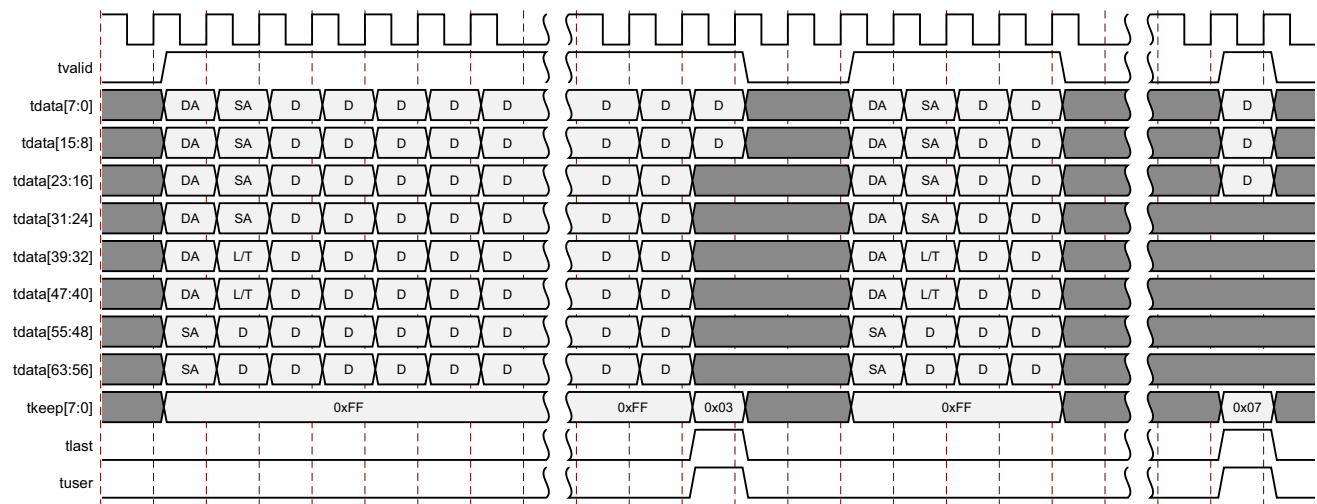 tvalid
tdata[7:0] DA SA D D D D D D D D DA SA D D D
tdata[15:8] DA SA D D D D D D D D DA SA D D D
tdata[23:16] DA SA D D D D D D D DA SA D D D
tdata[31:24] DA SA D D D D D D D DA SA D D
tdata[39:32] DA L/T D D D D D D D DA L/T D D
tdata[47:40] DA L/T D D D D D D D DA L/T D D
tdata[55:48] SA D D D D D D D D SA D D D
tdata[63:56] SA D D D D D D D D SA D D D
tkeep[7:0] 0xFF 0xFF 0x03 0xFF 0x07
tlast
tuser